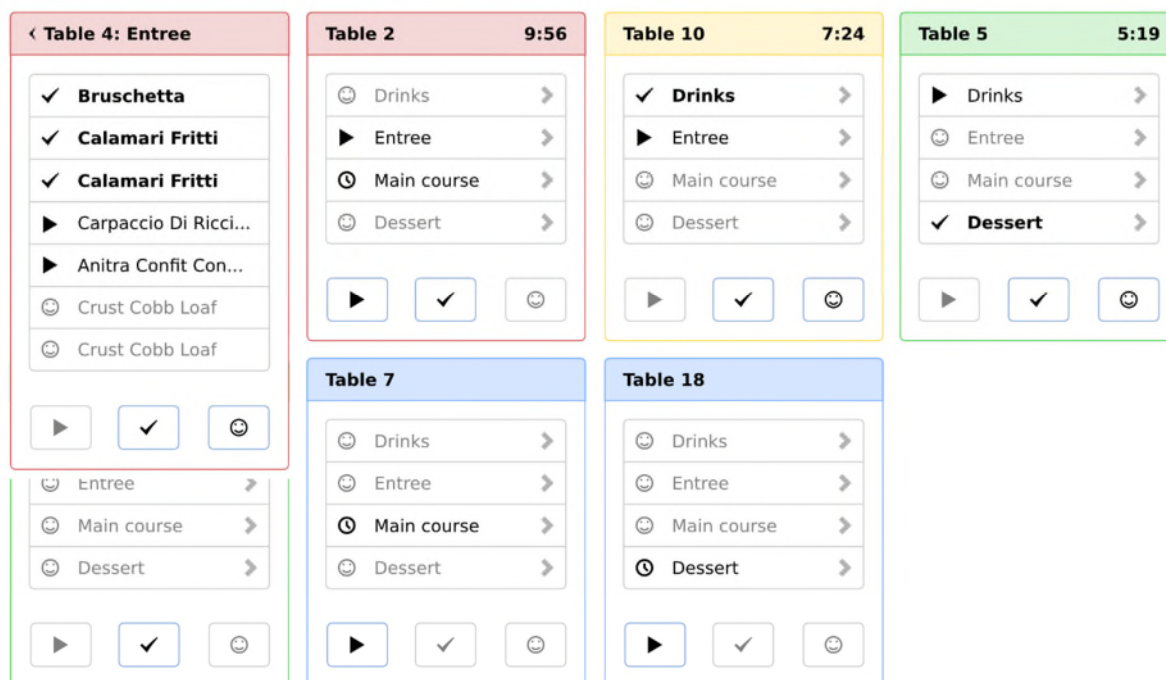 Table 4: Entree
Bruschetta
Calamari Fritti
Calamari Fritti
Carpaccio Di Ricci...
Anitra Confit Con...
Crust Cobb Loaf
Crust Cobb Loaf
Entree
Main course
Dessert
Table 2 9:56
Drinks
Entree
Main course
Dessert
Table 10 7:24
Drinks
Entree
Main course
Dessert
Table 5 5:19
Drinks
Entree
Main course
Dessert
Table 7
Drinks
Entree
Main course
Dessert
Table 18
Drinks
Entree
Main course
Dessert